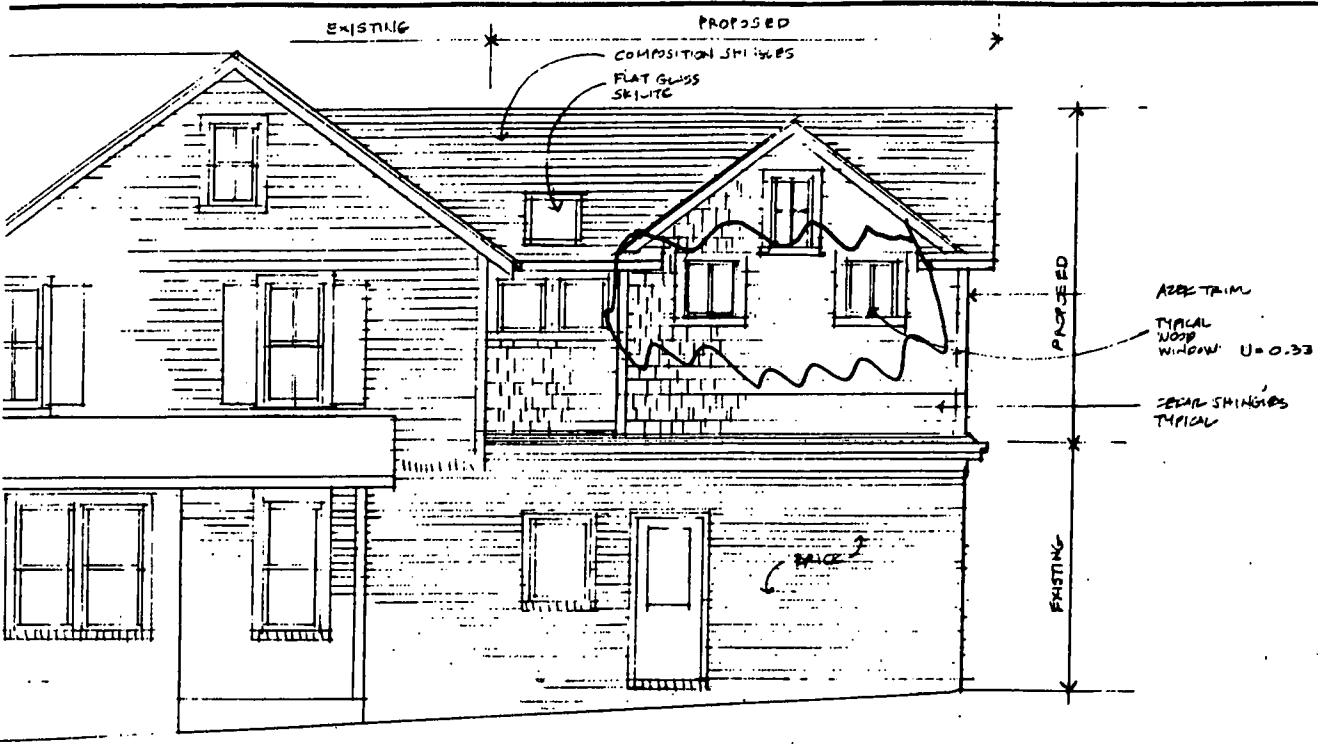 EXISTING
PROPOSED
COMPOSITION SHINGLES
FLAT GLASS
SKILITE
PROPOSED
AZEK TRIM
TYPICAL
WOOD
WINDOW U=0.33
CEDAR SHINGLES
TYPICAL
EXISTING
BRICK